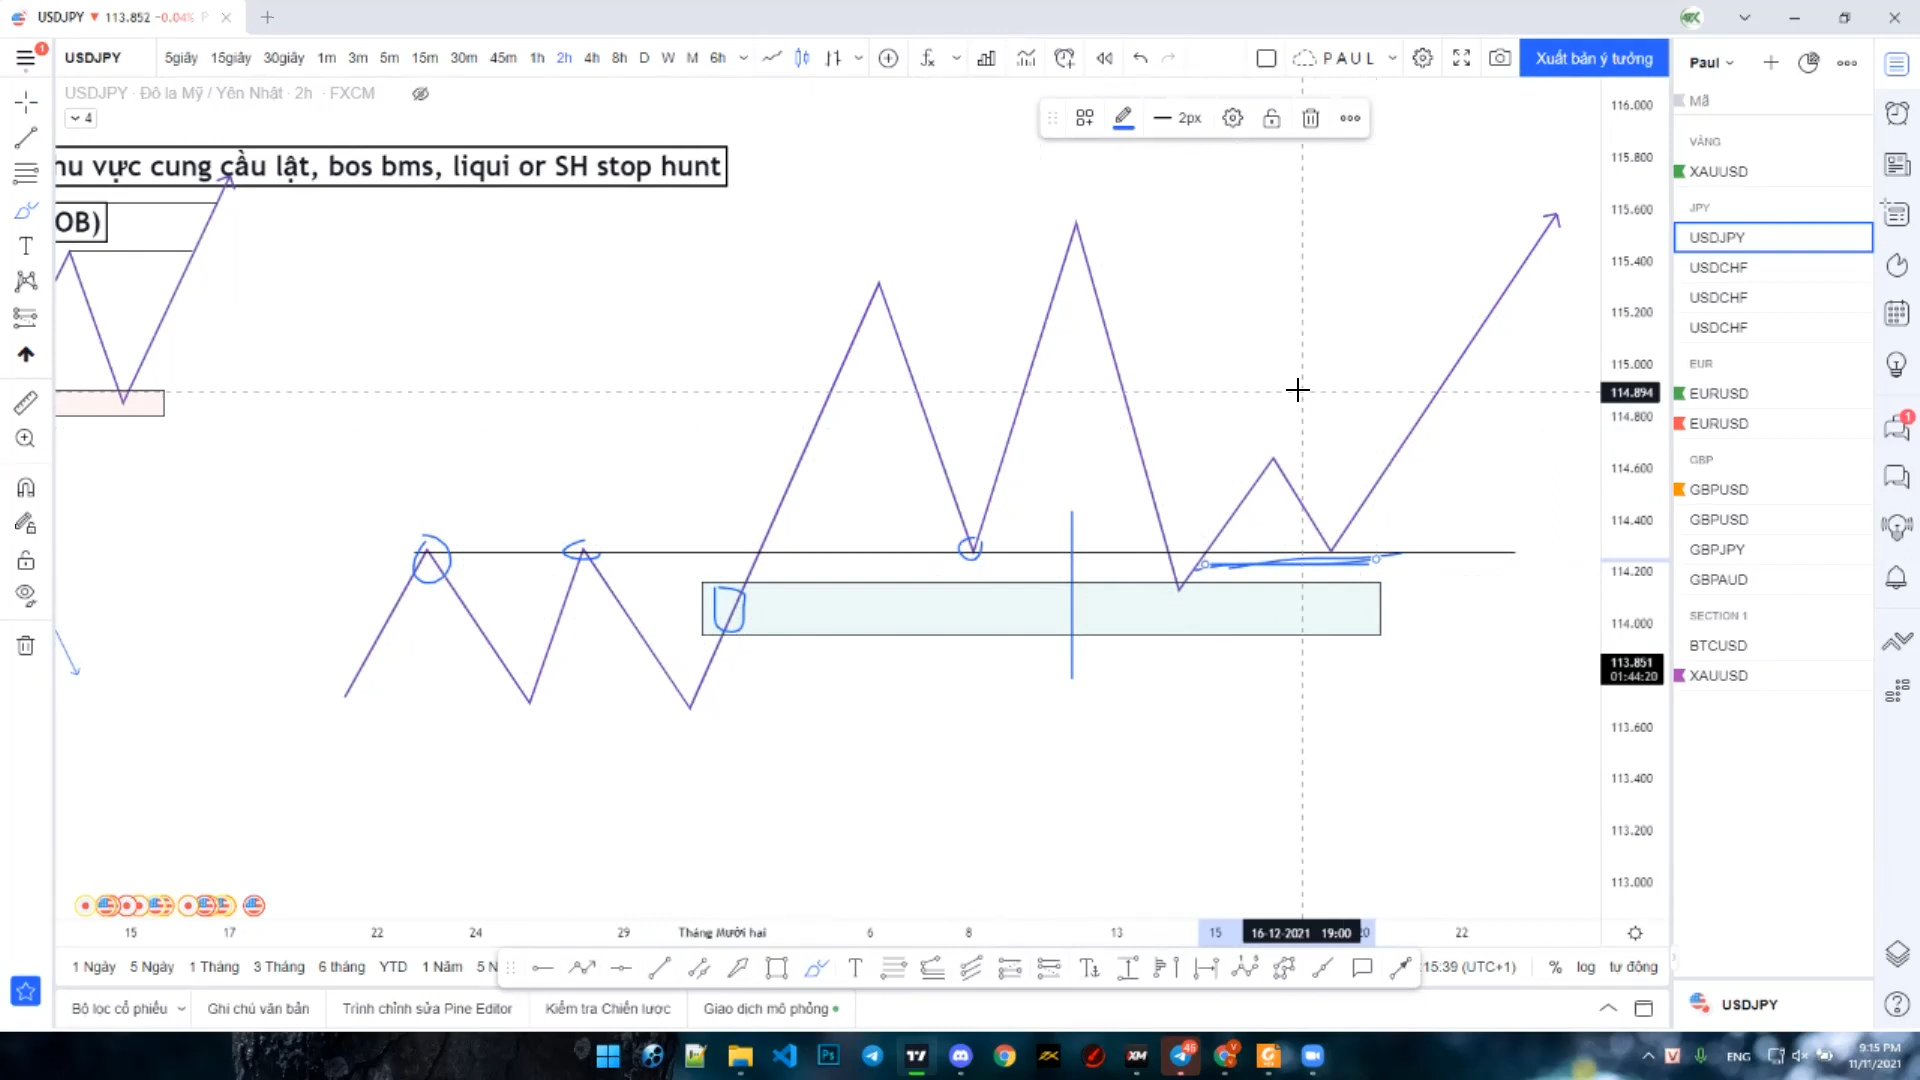 USDJPY 113.852 -0.04% P
1
USDJPY 5giây 15giây 30giây 1m 3m 5m 15m 30m 45m 1h 2h 4h 8h D W M 6h PAUL Xuất bản ý tưởng Paul
USDJPY · Đô la Mỹ / Yên Nhật · 2h · FXCM
4
2px
hu vực cung cầu lật, bos bms, liqui or SH stop hunt
OB)
116.000
115.800
115.600
115.400
115.200
115.000
114.894
114.800
114.600
114.400
114.200
114.000
113.851
01:44:20
113.600
113.400
113.200
113.000
Mã
VÀNG
XAUUSD
JPY
USDJPY
USDCHF
USDCHF
USDCHF
EUR
EURUSD
EURUSD
GBP
GBPUSD
GBPUSD
GBPJPY
GBPAUD
SECTION 1
BTCUSD
XAUUSD
1
15 17 22 24 29 Tháng Mười hai 6 8 13 15 16-12-2021 19:00 20 22
1 Ngày 5 Ngày 1 Tháng 3 Tháng 6 tháng YTD 1 Năm 5 N :15:39 (UTC+1) % log tự động
Bộ lọc cổ phiếu Ghi chú văn bản Trình chỉnh sửa Pine Editor Kiểm tra Chiến lược Giao dịch mô phỏng
USDJPY
46
XM
Ps
V
ENG
9:15 PM
11/11/2021